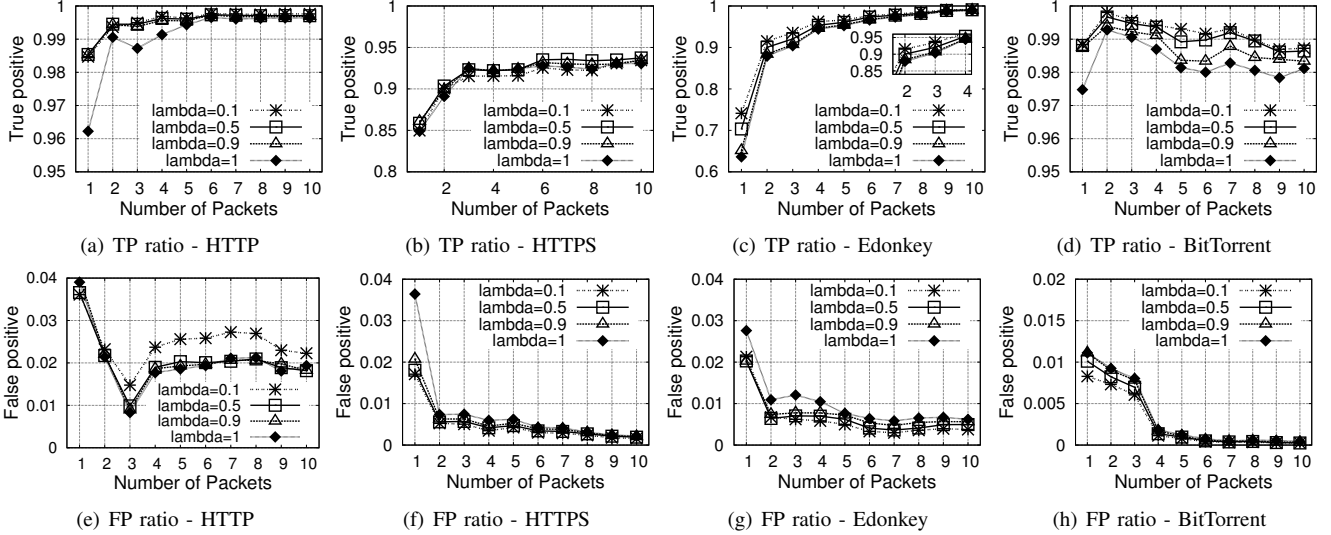 1
0.99
0.98
0.97
0.96
0.95
True positive
lambda=0.1
lambda=0.5
lambda=0.9
lambda=1
1 2 3 4 5 6 7 8 9 10
Number of Packets
(a) TP ratio - HTTP
1
0.95
0.9
0.85
0.8
True positive
lambda=0.1
lambda=0.5
lambda=0.9
lambda=1
2 4 6 8 10
Number of Packets
(b) TP ratio - HTTPS
1
0.9
0.8
0.7
0.6
True positive
0.95
0.9
0.85
2 3 4
lambda=0.1
lambda=0.5
lambda=0.9
lambda=1
1 2 3 4 5 6 7 8 9 10
Number of Packets
(c) TP ratio - Edonkey
1
0.99
0.98
0.97
0.96
0.95
True positive
lambda=0.1
lambda=0.5
lambda=0.9
lambda=1
1 2 3 4 5 6 7 8 9 10
Number of Packets
(d) TP ratio - BitTorrent
0.04
0.03
0.02
0.01
0
False positive
lambda=0.1
lambda=0.5
lambda=0.9
lambda=1
1 2 3 4 5 6 7 8 9 10
Number of Packets
(e) FP ratio - HTTP
0.04
0.03
0.02
0.01
0
False positive
lambda=0.1
lambda=0.5
lambda=0.9
lambda=1
1 2 3 4 5 6 7 8 9 10
Number of Packets
(f) FP ratio - HTTPS
0.04
0.03
0.02
0.01
0
False positive
lambda=0.1
lambda=0.5
lambda=0.9
lambda=1
1 2 3 4 5 6 7 8 9 10
Number of Packets
(g) FP ratio - Edonkey
0.02
0.015
0.01
0.005
0
False positive
lambda=0.1
lambda=0.5
lambda=0.9
lambda=1
1 2 3 4 5 6 7 8 9 10
Number of Packets
(h) FP ratio - BitTorrent